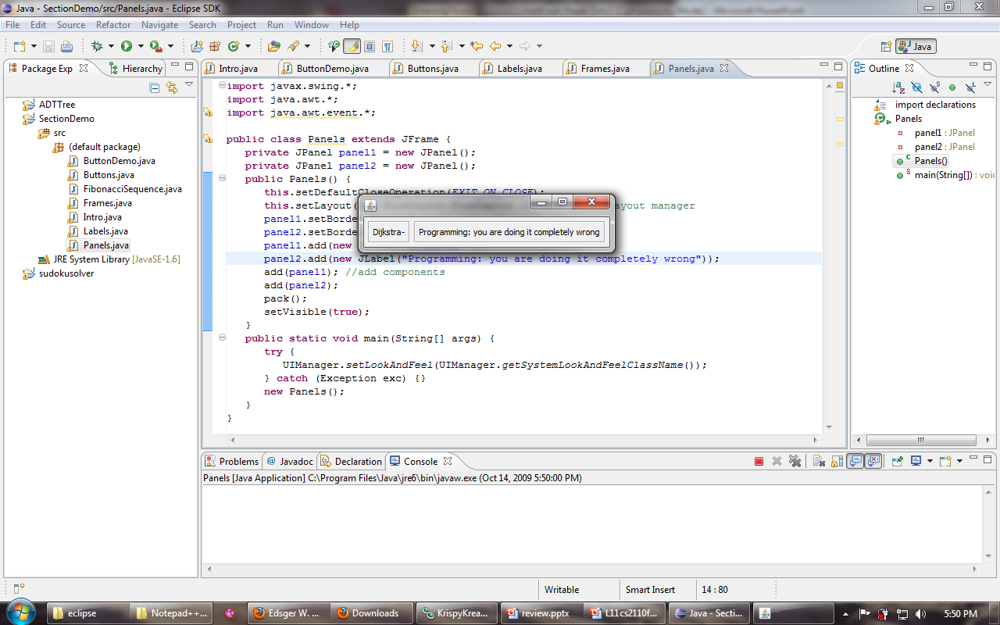 Java - SectionDemo/src/Panels.java - Eclipse SDK
File Edit Source Refactor Navigate Search Project Run Window Help
Java
Package Exp
Hierarchy
ADTTree
SectionDemo
src
(default package)
ButtonDemo.java
Buttons.java
FibonacciSequence.java
Frames.java
Intro.java
Labels.java
Panels.java
JRE System Library [JavaSE-1.6]
sudokusolver
Intro.java ButtonDemo.java Buttons.java Labels.java Frames.java Panels.java
import javax.swing.*;
import java.awt.*;
import java.awt.event.*;
public class Panels extends JFrame {
private JPanel panel1 = new JPanel();
private JPanel panel2 = new JPanel();
public Panels() {
this.setDefaultCloseOperation(EXIT_ON_CLOSE);
this.setLayout( ayout manager
panel1.setBorde
panel2.setBorde
panel1.add(new
panel2.add(new JLabel("Programming: you are doing it completely wrong"));
add(panel1); //add components
add(panel2);
pack();
setVisible(true);
}
public static void main(String[] args) {
try {
UIManager.setLookAndFeel(UIManager.getSystemLookAndFeelClassName());
} catch (Exception exc) {}
new Panels();
}
}
Dijkstra- Programming: you are doing it completely wrong
Outline
import declarations
Panels
panel1 : JPanel
panel2 : JPanel
Panels()
main(String[]) : void
Problems @ Javadoc Declaration Console
Panels [Java Application] C:\Program Files\Java\jre6\bin\javaw.exe (Oct 14, 2009 5:50:00 PM)
Writable Smart Insert 14 : 80
eclipse Notepad++... Edsger W. ... Downloads KrispyKrea... review.pptx L11cs2110f... Java - Secti... 5:50 PM